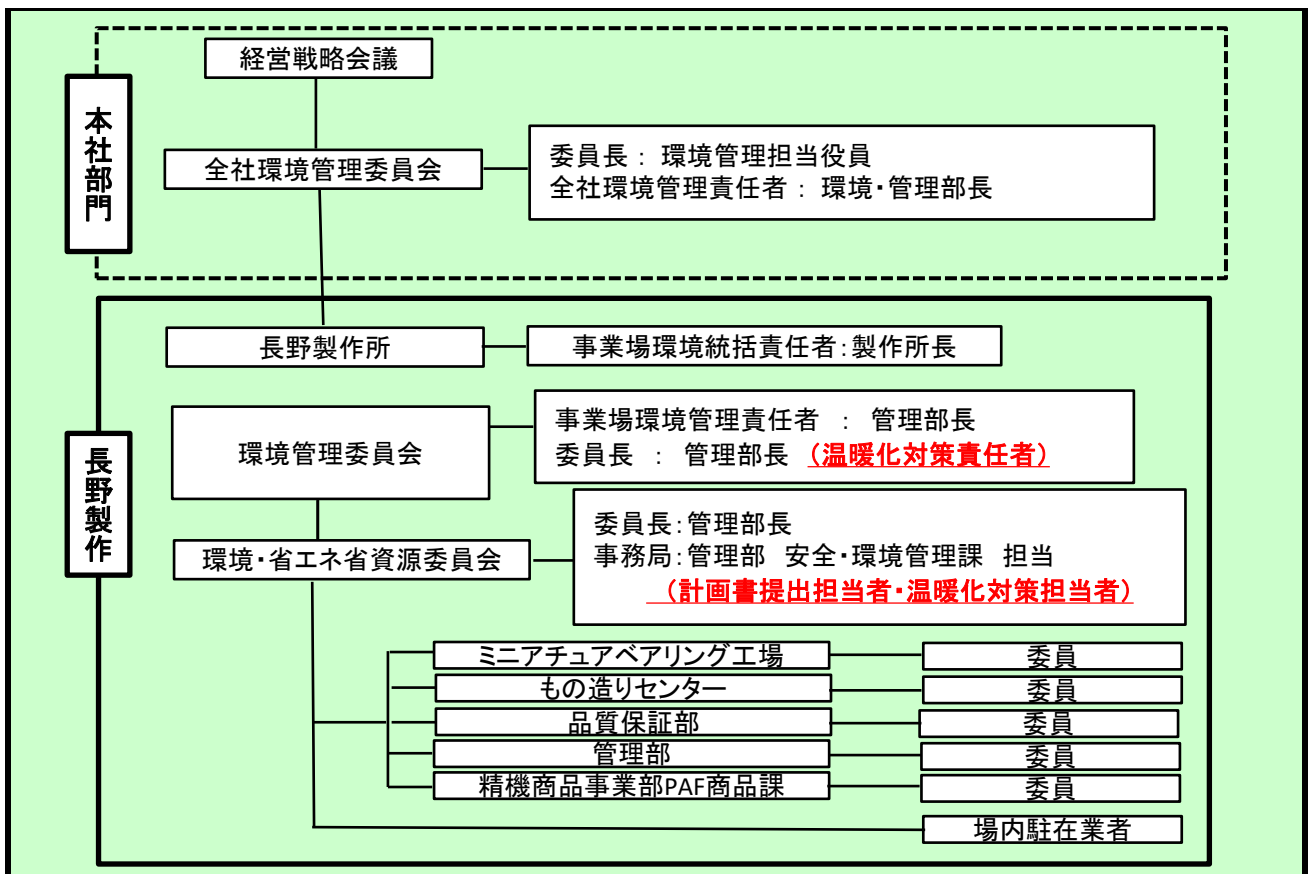 本社部門
経営戦略会議
全社環境管理委員会
委員長： 環境管理担当役員
全社環境管理責任者 ： 環境・管理部長
長野製作
長野製作所
事業場環境統括責任者：製作所長
環境管理委員会
事業場環境管理責任者 ： 管理部長
委員長 ： 管理部長 （温暖化対策責任者）
環境・省エネ省資源委員会
委員長：管理部長
事務局：管理部 安全・環境管理課 担当
（計画書提出担当者・温暖化対策担当者）
ミニアチュアベアリング工場 委員
もの造りセンター 委員
品質保証部 委員
管理部 委員
精機商品事業部PAF商品課 委員
場内駐在業者